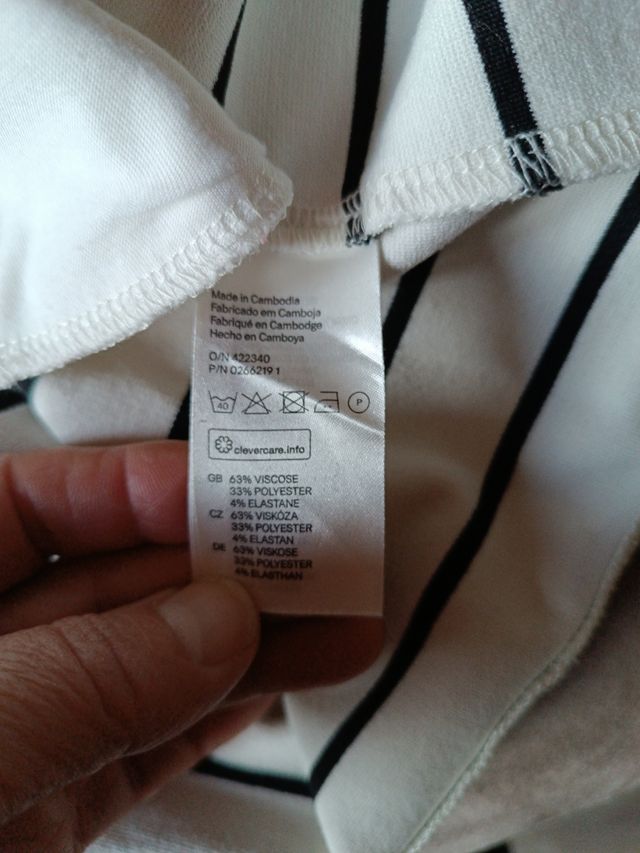 Made in Cambodia
Fabricado em Camboja
Fabriqué en Cambodge
Hecho en Camboya
O/N 422340
P/N 0266219 1
40 P
clevercare.info
GB 63% VISCOSE
33% POLYESTER
4% ELASTANE
CZ 63% VISKÓZA
33% POLYESTER
4% ELASTAN
DE 63% VISKOSE
33% POLYESTER
4% ELASTHAN